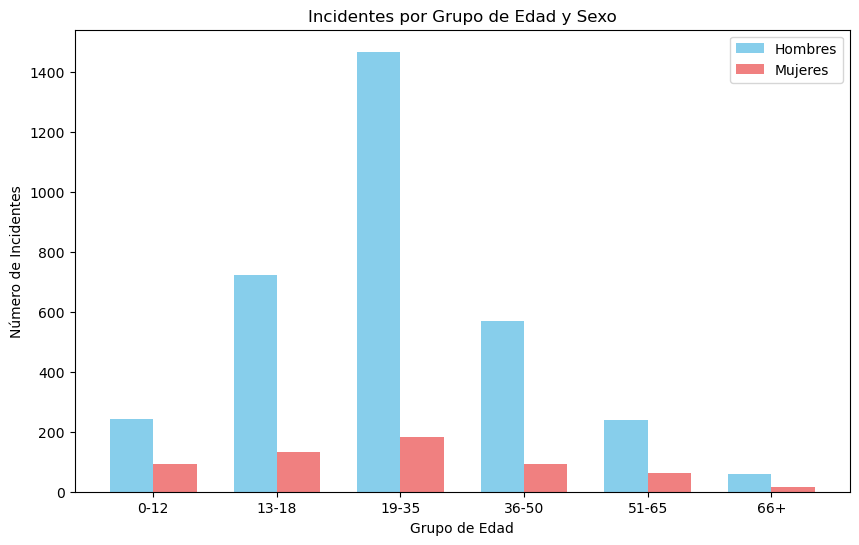 Incidentes por Grupo de Edad y Sexo
Hombres
Mujeres
Número de Incidentes
1400
1200
1000
800
600
400
200
0
0-12 13-18 19-35 36-50 51-65 66+
Grupo de Edad